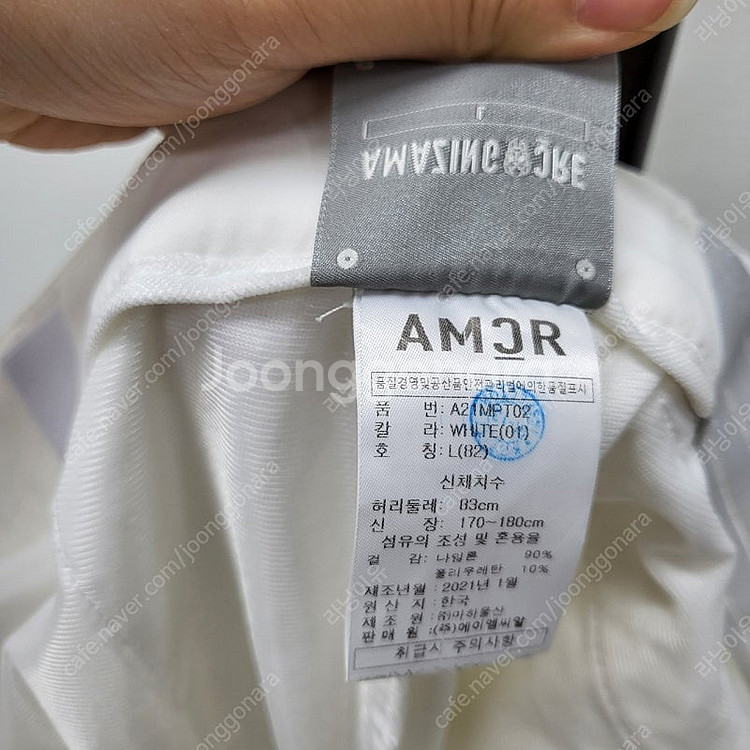 L
AMAZINGCRE
AMCR
품질경영및공산품안전관리법에의한품질표시
품 번: A21MPT02
칼 라: WHITE(01)
호 칭: L(82)
신체치수
허리둘레: 83cm
신 장: 170~180cm
섬유의 조성 및 혼용율
겉 감: 나일론 90%
폴리우레탄 10%
제조년월: 2021년 1월
원 산 지: 한국
제 조 원: ㈜마하물산
판 매 원: (주)에이엠씨알
취급시 주의사항
Joonggonara
cafe.naver.com/joonggonara